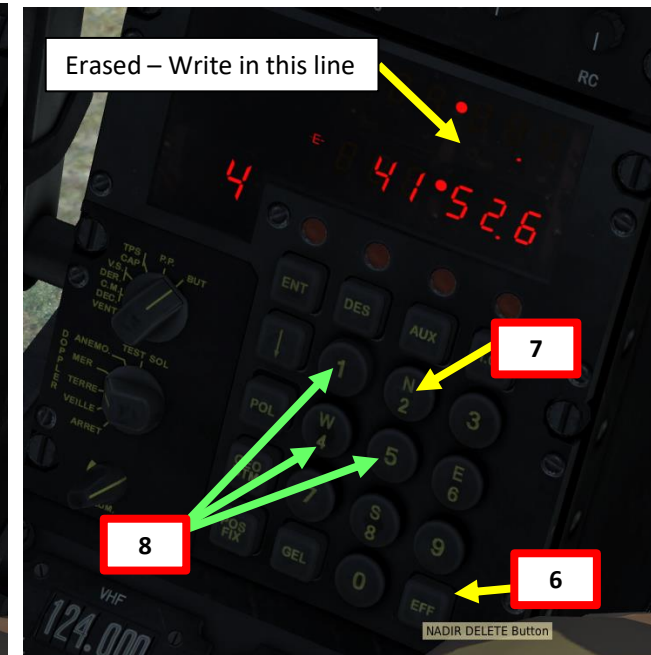 Erased – Write in this line
RC
E
4 41°52.6
TPS
CAP
P.P.
V.S.
DER.
BUT
C.M
DEC.
VENT
ENT
DES
AUX
7
ANEMO.
TEST SOL
DOPPLER
MER
TERRE
VEILLE
ARRET
1
N
2
3
POL
W
4
5
E
6
7
S
8
9
8
FIX
GEL
0
EFF
6
NADIR DELETE Button
VHF
124.000